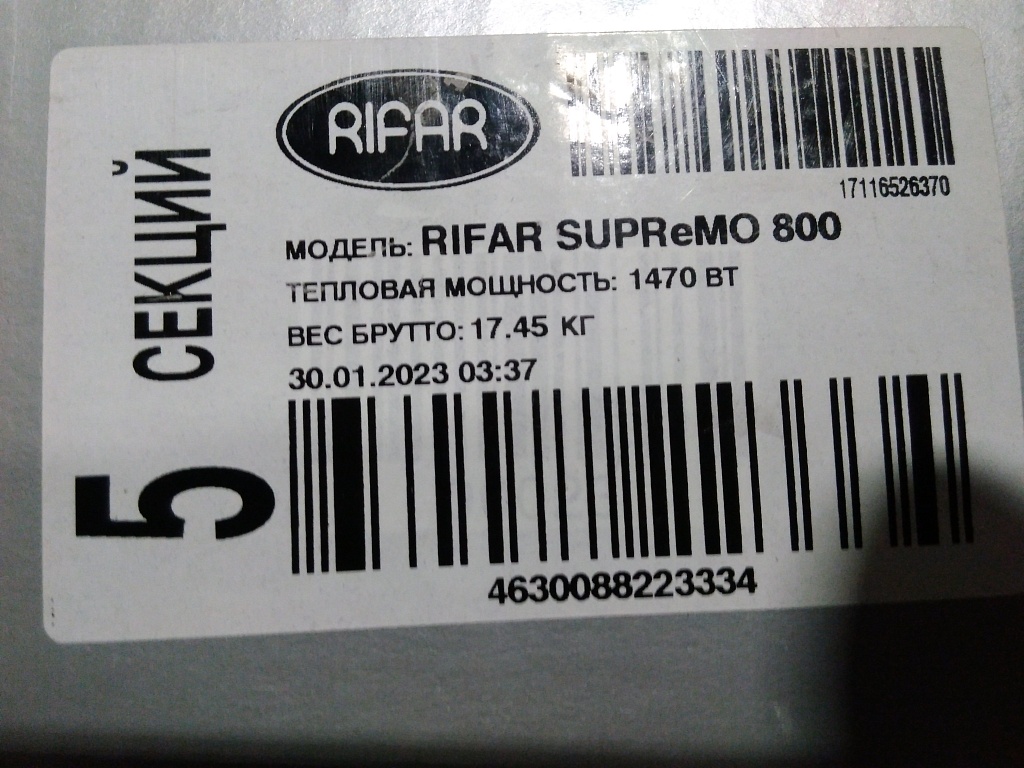 5 СЕКЦИЙ
RIFAR
17116526370
МОДЕЛЬ: RIFAR SUPReMO 800
ТЕПЛОВАЯ МОЩНОСТЬ: 1470 ВТ
ВЕС БРУТТО: 17.45 КГ
30.01.2023 03:37
4630088223334